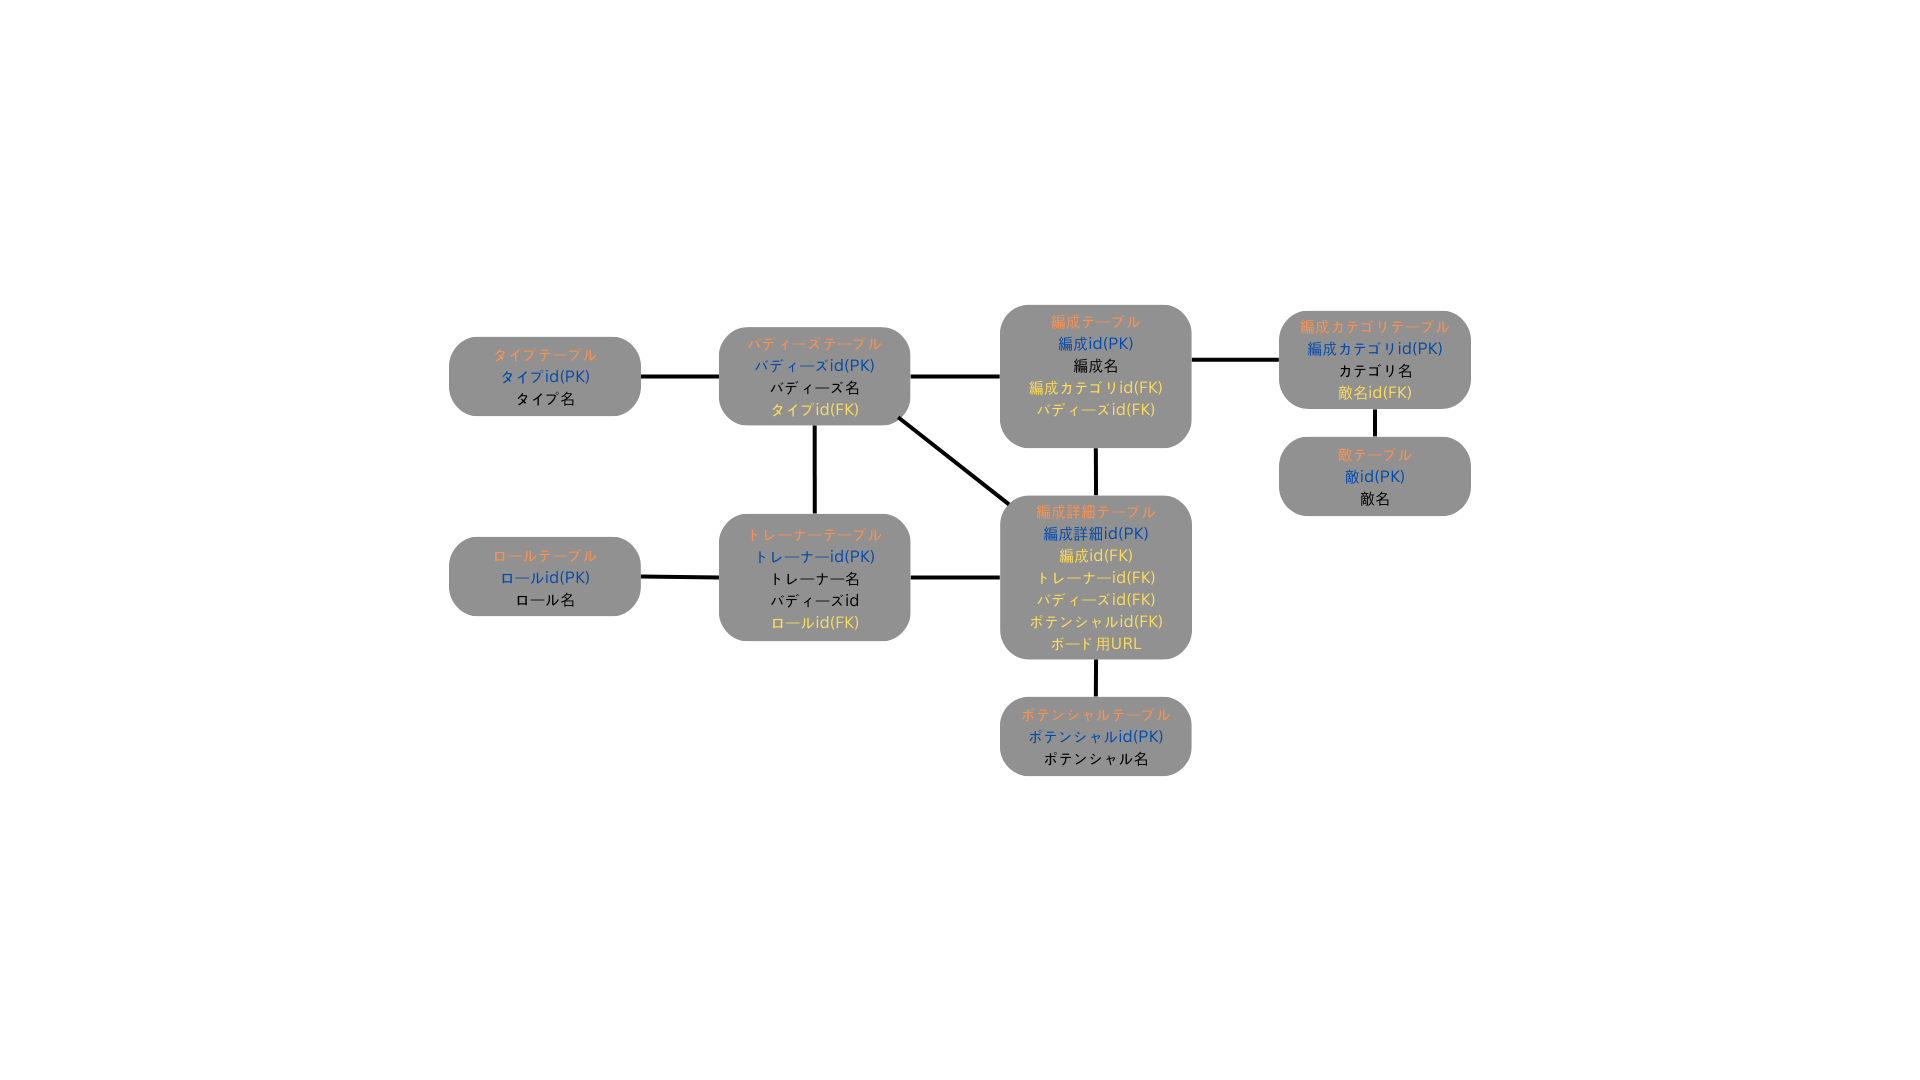 タイプテーブル
タイプid(PK)
タイプ名
バディーズテーブル
バディーズid(PK)
バディーズ名
タイプid(FK)
編成テーブル
編成id(PK)
編成名
編成カテゴリid(FK)
バディーズid(FK)
編成カテゴリテーブル
編成カテゴリid(PK)
カテゴリ名
敵名id(FK)
敵テーブル
敵id(PK)
敵名
ロールテーブル
ロールid(PK)
ロール名
トレーナーテーブル
トレーナーid(PK)
トレーナー名
バディーズid
ロールid(FK)
編成詳細テーブル
編成詳細id(PK)
編成id(FK)
トレーナーid(FK)
バディーズid(FK)
ポテンシャルid(FK)
ボード用URL
ポテンシャルテーブル
ポテンシャルid(PK)
ポテンシャル名